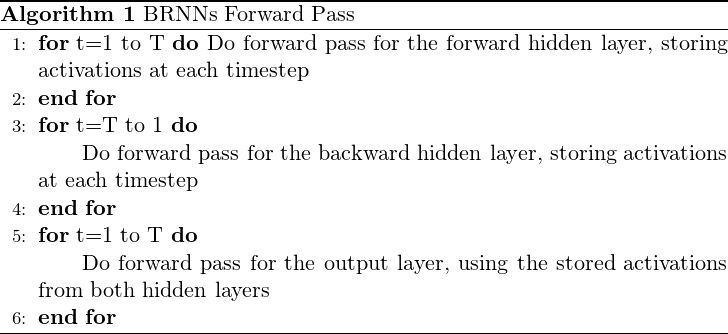 Algorithm 1 BRNNs Forward Pass
1: for t=1 to T do Do forward pass for the forward hidden layer, storing
activations at each timestep
2: end for
3: for t=T to 1 do
Do forward pass for the backward hidden layer, storing activations
at each timestep
4: end for
5: for t=1 to T do
Do forward pass for the output layer, using the stored activations
from both hidden layers
6: end for